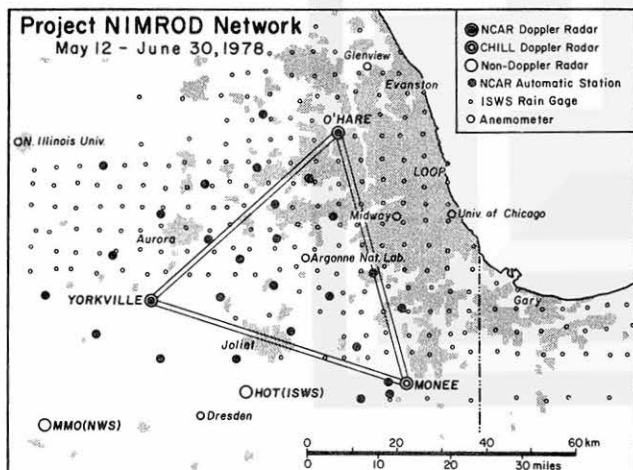 Project NIMROD Network
May 12 - June 30, 1978
NCAR Doppler Radar
CHILL Doppler Radar
Non-Doppler Radar
NCAR Automatic Station
ISWS Rain Gage
Anemometer
Glenview
Evanston
O'HARE
N. Illinois Univ.
LOOP
Midway
Univ of Chicago
Aurora
Argonne Nat. Lab.
YORKVILLE
Gary
Joliet
MONEE
HOT(ISWS)
Dresden
MMO(NWS)
0 20 40 60 km
0 10 20 30 miles